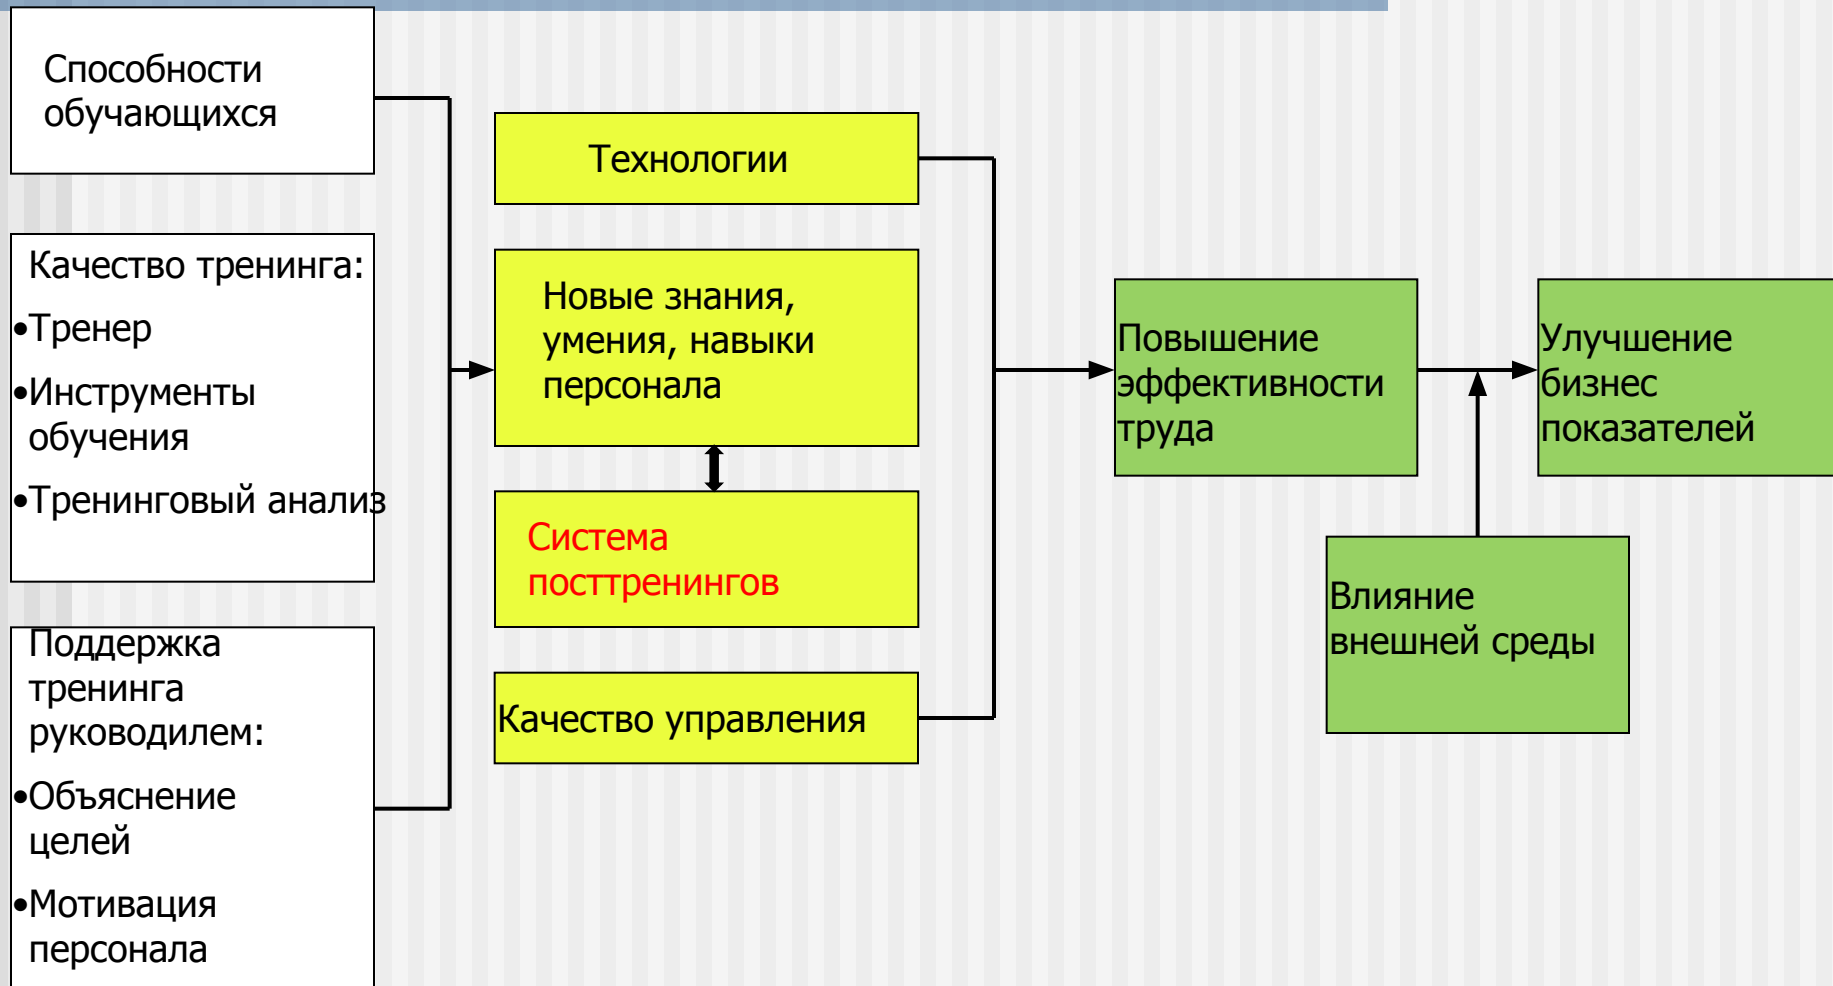 Способности
обучающихся
Качество тренинга:
•Тренер
•Инструменты
обучения
•Тренинговый анализ
Поддержка
тренинга
руководилем:
•Объяснение
целей
•Мотивация
персонала
Технологии
Новые знания,
умения, навыки
персонала
Система
посттренингов
Качество управления
Повышение
эффективности
труда
Улучшение
бизнес
показателей
Влияние
внешней среды